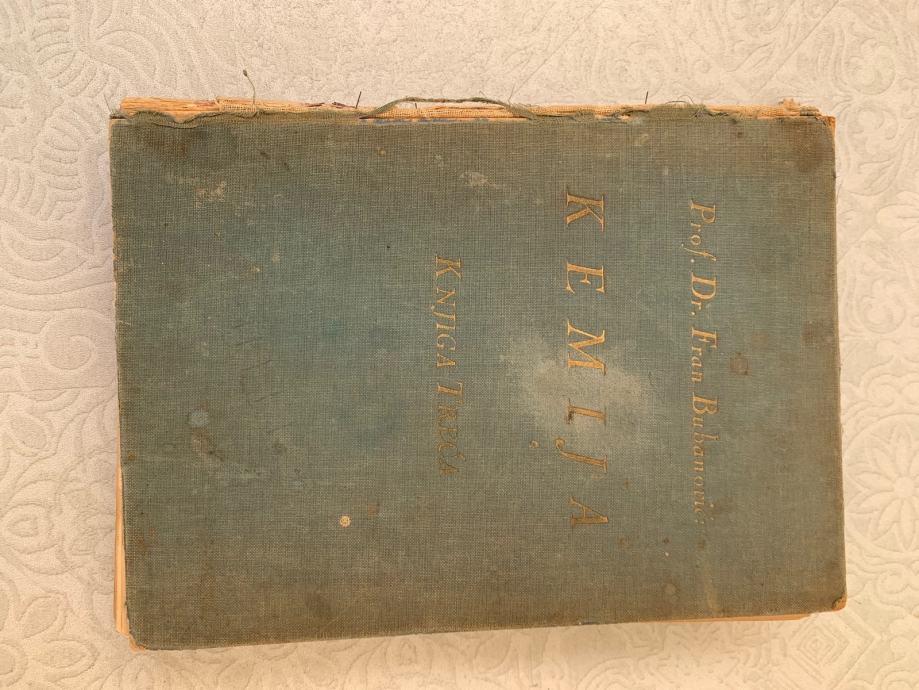 Prof. Dr. Fran Bubanović:
KEMIJA
KNJIGA TREĆA